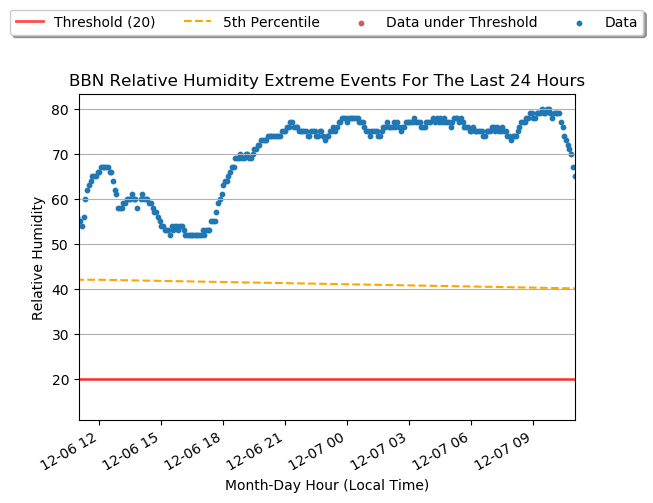 Threshold (20) 5th Percentile Data under Threshold Data
BBN Relative Humidity Extreme Events For The Last 24 Hours
80
70
60
50
40
30
20
Relative Humidity
12-06 12 12-06 15 12-06 18 12-06 21 12-07 00 12-07 03 12-07 06 12-07 09
Month-Day Hour (Local Time)